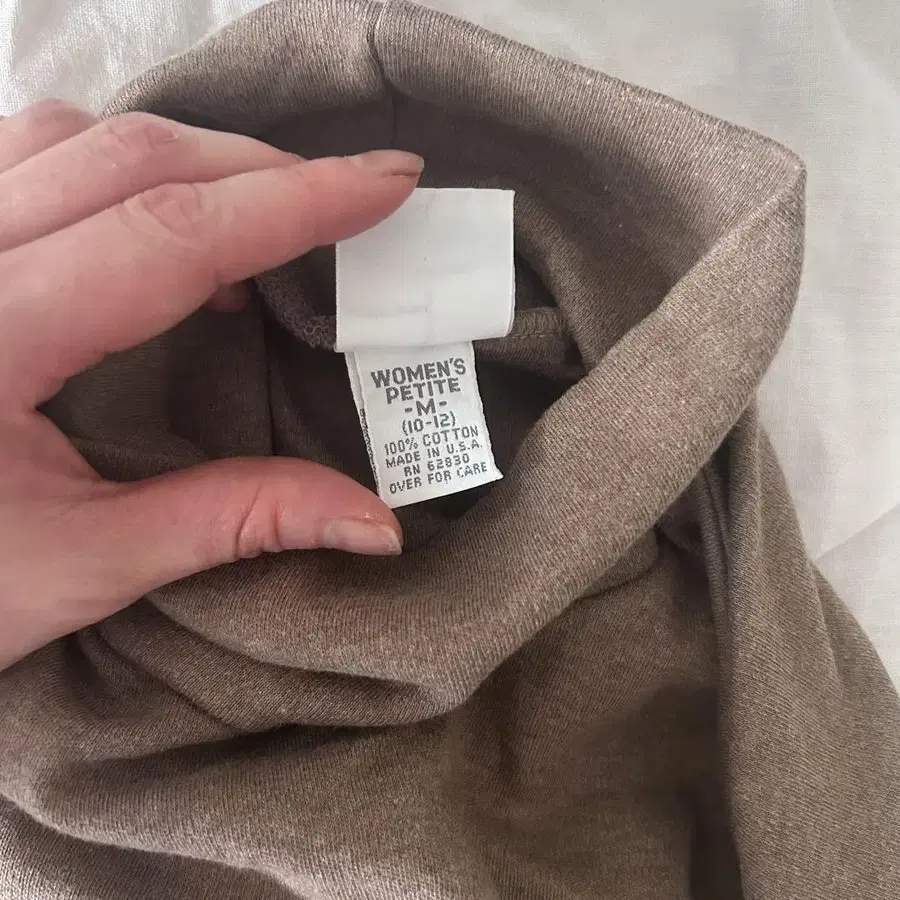 WOMEN'S
PETITE
-M-
(10-12)
100% COTTON
MADE IN U.S.A.
RN 62830
OVER FOR CARE